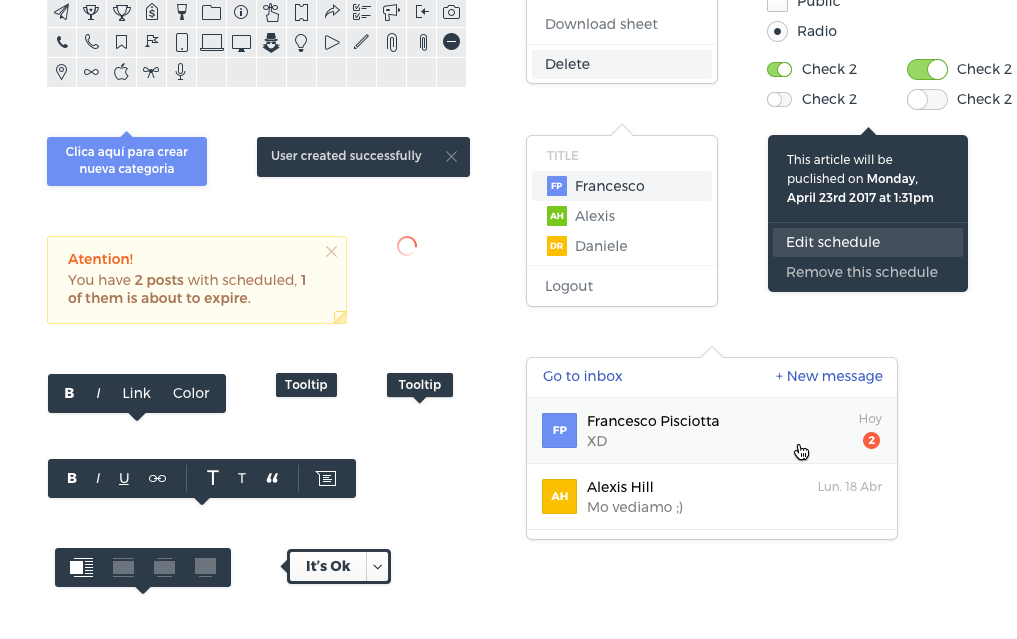 Public
Download sheet
Radio
Delete
Check 2
Check 2
Check 2
Check 2
Clica aquí para crear
nueva categoria
User created successfully
TITLE
FP Francesco
AH Alexis
DR Daniele
Logout
This article will be
puclished on Monday,
April 23rd 2017 at 1:31pm
Edit schedule
Remove this schedule
Atention!
You have 2 posts with scheduled, 1
of them is about to expire.
Go to inbox
+ New message
FP
Francesco Pisciotta
XD
Hoy
2
AH
Alexis Hill
Mo vediamo ;)
Lun. 18 Abr
B I Link Color
Tooltip
Tooltip
B I U T T “
It's Ok